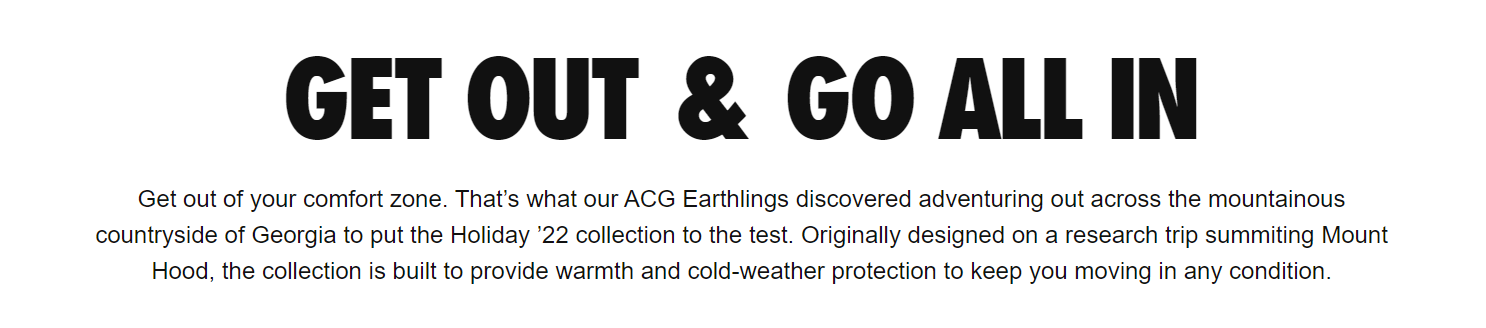 GET OUT & GO ALL IN
Get out of your comfort zone. That’s what our ACG Earthlings discovered adventuring out across the mountainous
countryside of Georgia to put the Holiday ’22 collection to the test. Originally designed on a research trip summiting Mount
Hood, the collection is built to provide warmth and cold-weather protection to keep you moving in any condition.